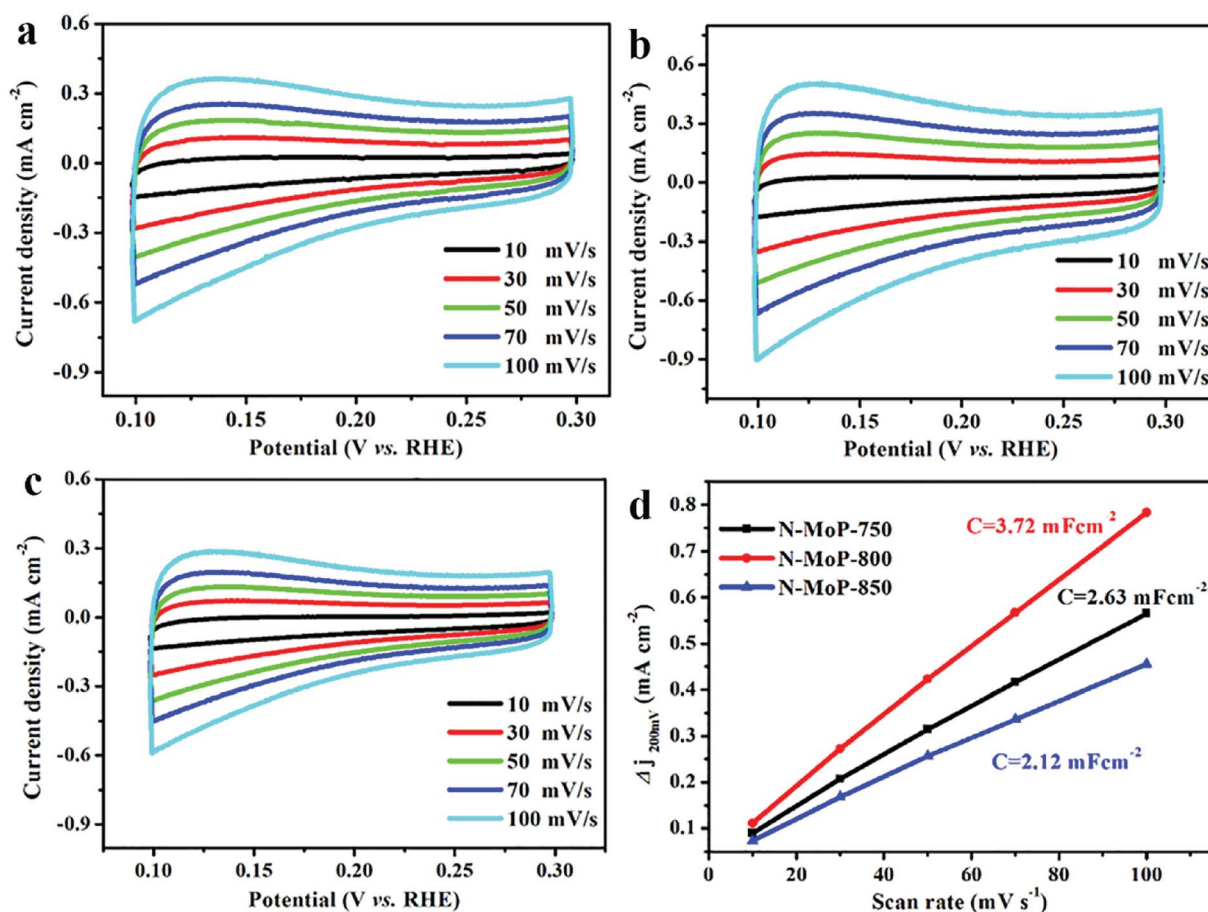 a
0.6
0.3
0.0
-0.3
-0.6
-0.9
Current density (mA cm-2)
10 mV/s
30 mV/s
50 mV/s
70 mV/s
100 mV/s
0.10 0.15 0.20 0.25 0.30
Potential (V vs. RHE)
b
0.6
0.3
0.0
-0.3
-0.6
-0.9
Current density (mA cm-2)
10 mV/s
30 mV/s
50 mV/s
70 mV/s
100 mV/s
0.10 0.15 0.20 0.25 0.30
Potential (V vs. RHE)
c
0.6
0.3
0.0
-0.3
-0.6
-0.9
Current density (mA cm-2)
10 mV/s
30 mV/s
50 mV/s
70 mV/s
100 mV/s
0.10 0.15 0.20 0.25 0.30
Potential (V vs. RHE)
d
0.8
0.7
0.6
0.5
0.4
0.3
0.2
0.1
Δj 200mV (mA cm-2)
N-MoP-750
N-MoP-800
N-MoP-850
C=3.72 mFcm-2
C=2.63 mFcm-2
C=2.12 mFcm-2
0 20 40 60 80 100
Scan rate (mV s-1)